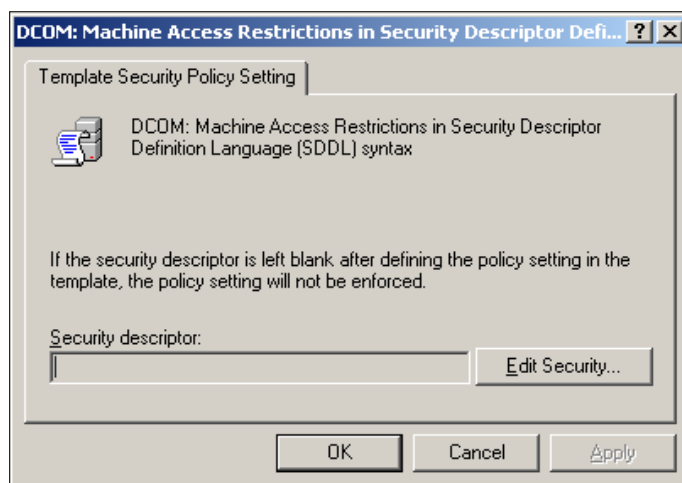 DCOM: Machine Access Restrictions in Security Descriptor Defi...
Template Security Policy Setting
DCOM: Machine Access Restrictions in Security Descriptor
Definition Language (SDDL) syntax
If the security descriptor is left blank after defining the policy setting in the
template, the policy setting will not be enforced.
Security descriptor:
Edit Security...
OK Cancel Apply